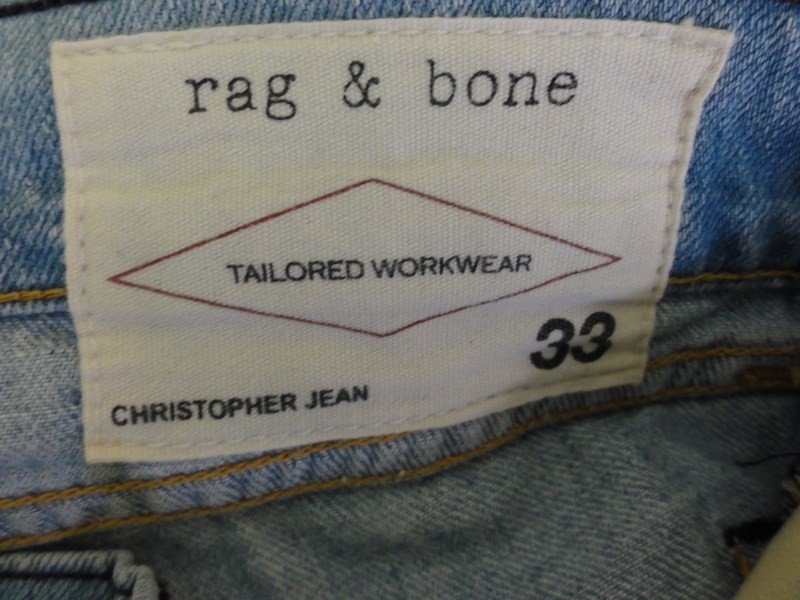 rag & bone
TAILORED WORKWEAR
33
CHRISTOPHER JEAN